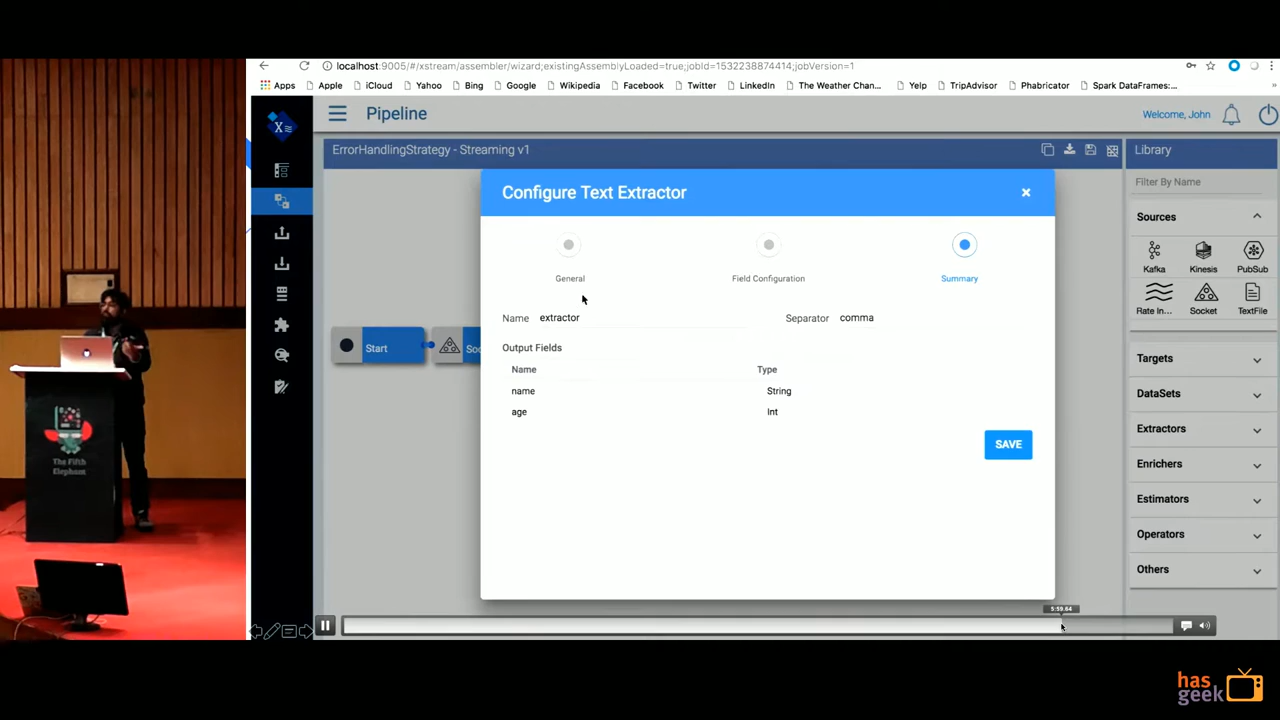 localhost:9005/#/xstream/assembler/wizard;existingAssemblyLoaded=true;jobId=1532238874414;jobVersion=1
Apps Apple iCloud Yahoo Bing Google Wikipedia Facebook Twitter LinkedIn The Weather Chan... Yelp TripAdvisor Phabricator Spark DataFrames:...
X
Pipeline
Welcome, John
ErrorHandlingStrategy - Streaming v1
Library
Configure Text Extractor
General
Field Configuration
Summary
Name extractor
Separator comma
Output Fields
Name Type
name String
age Int
SAVE
Start
Soc
Filter By Name
Sources
Kafka Kinesis PubSub
Rate In... Socket TextFile
Targets
DataSets
Extractors
Enrichers
Estimators
Operators
Others
5:59.64
The Fifth
Elephant
has
geek